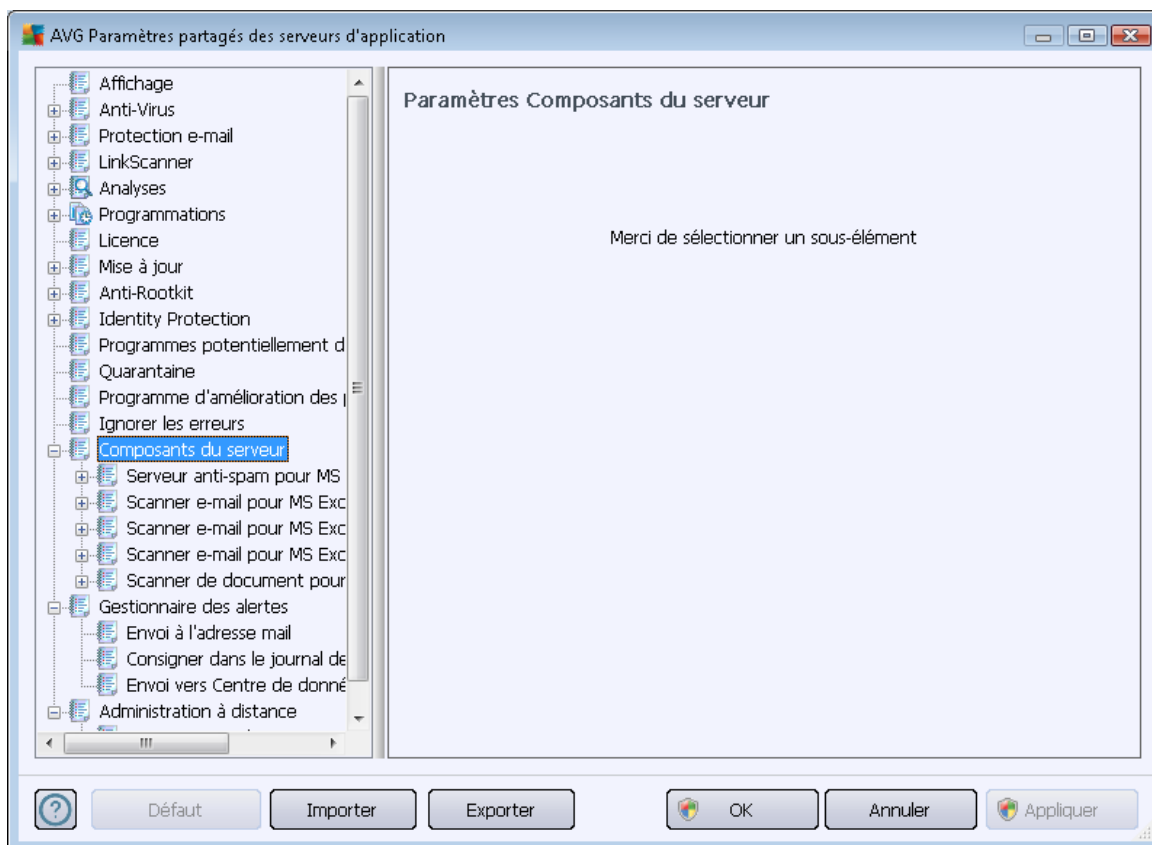 AVG Paramètres partagés des serveurs d'application
Affichage
Anti-Virus
Protection e-mail
LinkScanner
Analyses
Programmations
Licence
Mise à jour
Anti-Rootkit
Identity Protection
Programmes potentiellement d
Quarantaine
Programme d'amélioration des
Ignorer les erreurs
Composants du serveur
Serveur anti-spam pour MS
Scanner e-mail pour MS Exc
Scanner e-mail pour MS Exc
Scanner e-mail pour MS Exc
Scanner de document pour
Gestionnaire des alertes
Envoi à l'adresse mail
Consigner dans le journal de
Envoi vers Centre de donné
Administration à distance
Paramètres Composants du serveur
Merci de sélectionner un sous-élément
Défaut
Importer
Exporter
OK
Annuler
Appliquer